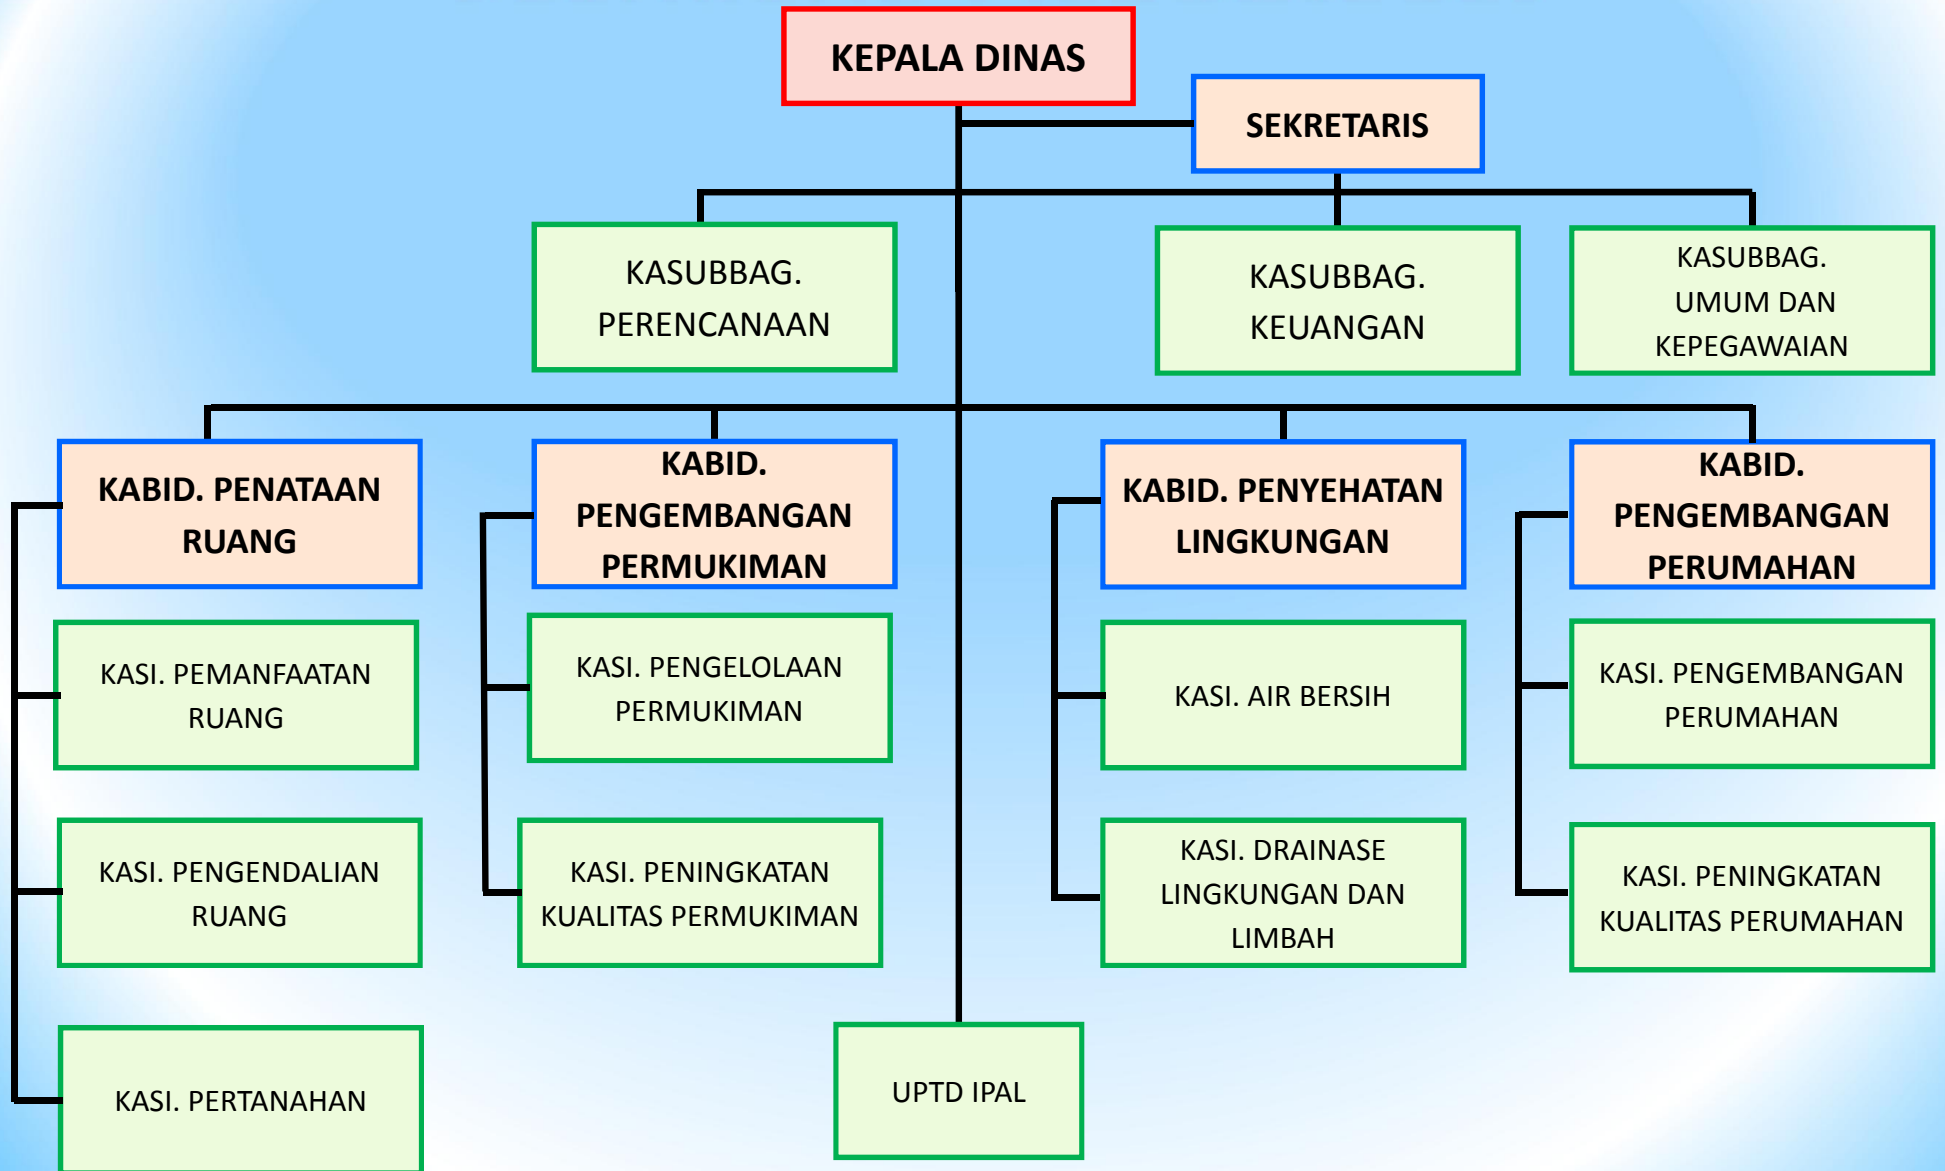 KEPALA DINAS
SEKRETARIS
KASUBBAG.
PERENCANAAN
KASUBBAG.
KEUANGAN
KASUBBAG.
UMUM DAN
KEPEGAWAIAN
KABID. PENATAAN
RUANG
KABID.
PENGEMBANGAN
PERMUKIMAN
KABID. PENYEHATAN
LINGKUNGAN
KABID.
PENGEMBANGAN
PERUMAHAN
KASI. PEMANFAATAN
RUANG
KASI. PENGELOLAAN
PERMUKIMAN
KASI. AIR BERSIH
KASI. PENGEMBANGAN
PERUMAHAN
KASI. PENGENDALIAN
RUANG
KASI. PENINGKATAN
KUALITAS PERMUKIMAN
KASI. DRAINASE
LINGKUNGAN DAN
LIMBAH
KASI. PENINGKATAN
KUALITAS PERUMAHAN
KASI. PERTANAHAN
UPTD IPAL